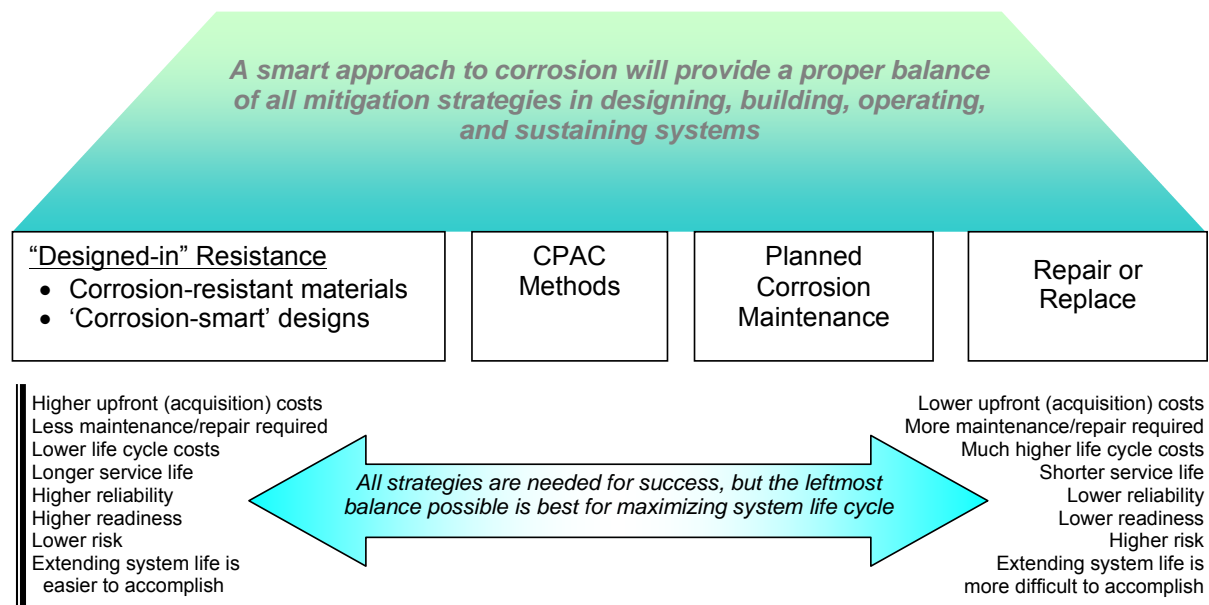 A smart approach to corrosion will provide a proper balance
of all mitigation strategies in designing, building, operating,
and sustaining systems
“Designed-in” Resistance
• Corrosion-resistant materials
• ‘Corrosion-smart’ designs
CPAC
Methods
Planned
Corrosion
Maintenance
Repair or
Replace
Higher upfront (acquisition) costs
Less maintenance/repair required
Lower life cycle costs
Longer service life
Higher reliability
Higher readiness
Lower risk
Extending system life is
easier to accomplish
All strategies are needed for success, but the leftmost
balance possible is best for maximizing system life cycle
Lower upfront (acquisition) costs
More maintenance/repair required
Much higher life cycle costs
Shorter service life
Lower reliability
Lower readiness
Higher risk
Extending system life is
more difficult to accomplish